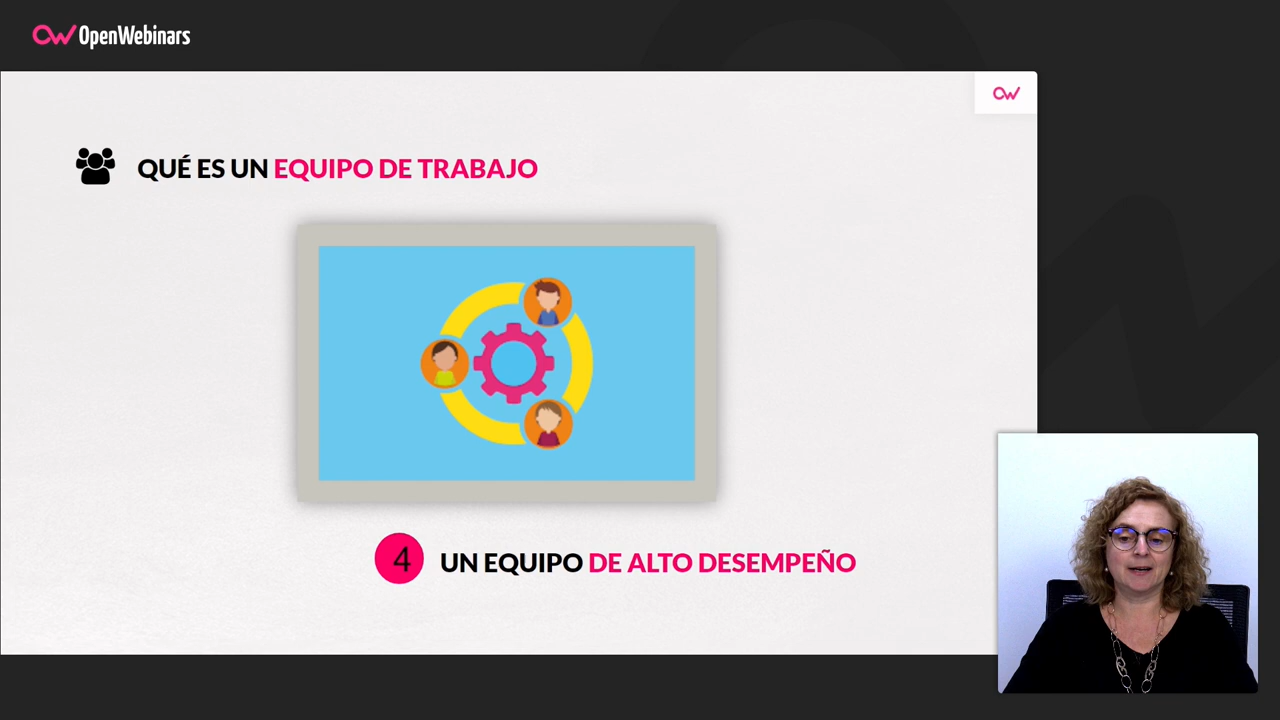 OpenWebinars
QUÉ ES UN EQUIPO DE TRABAJO
4 UN EQUIPO DE ALTO DESEMPEÑO